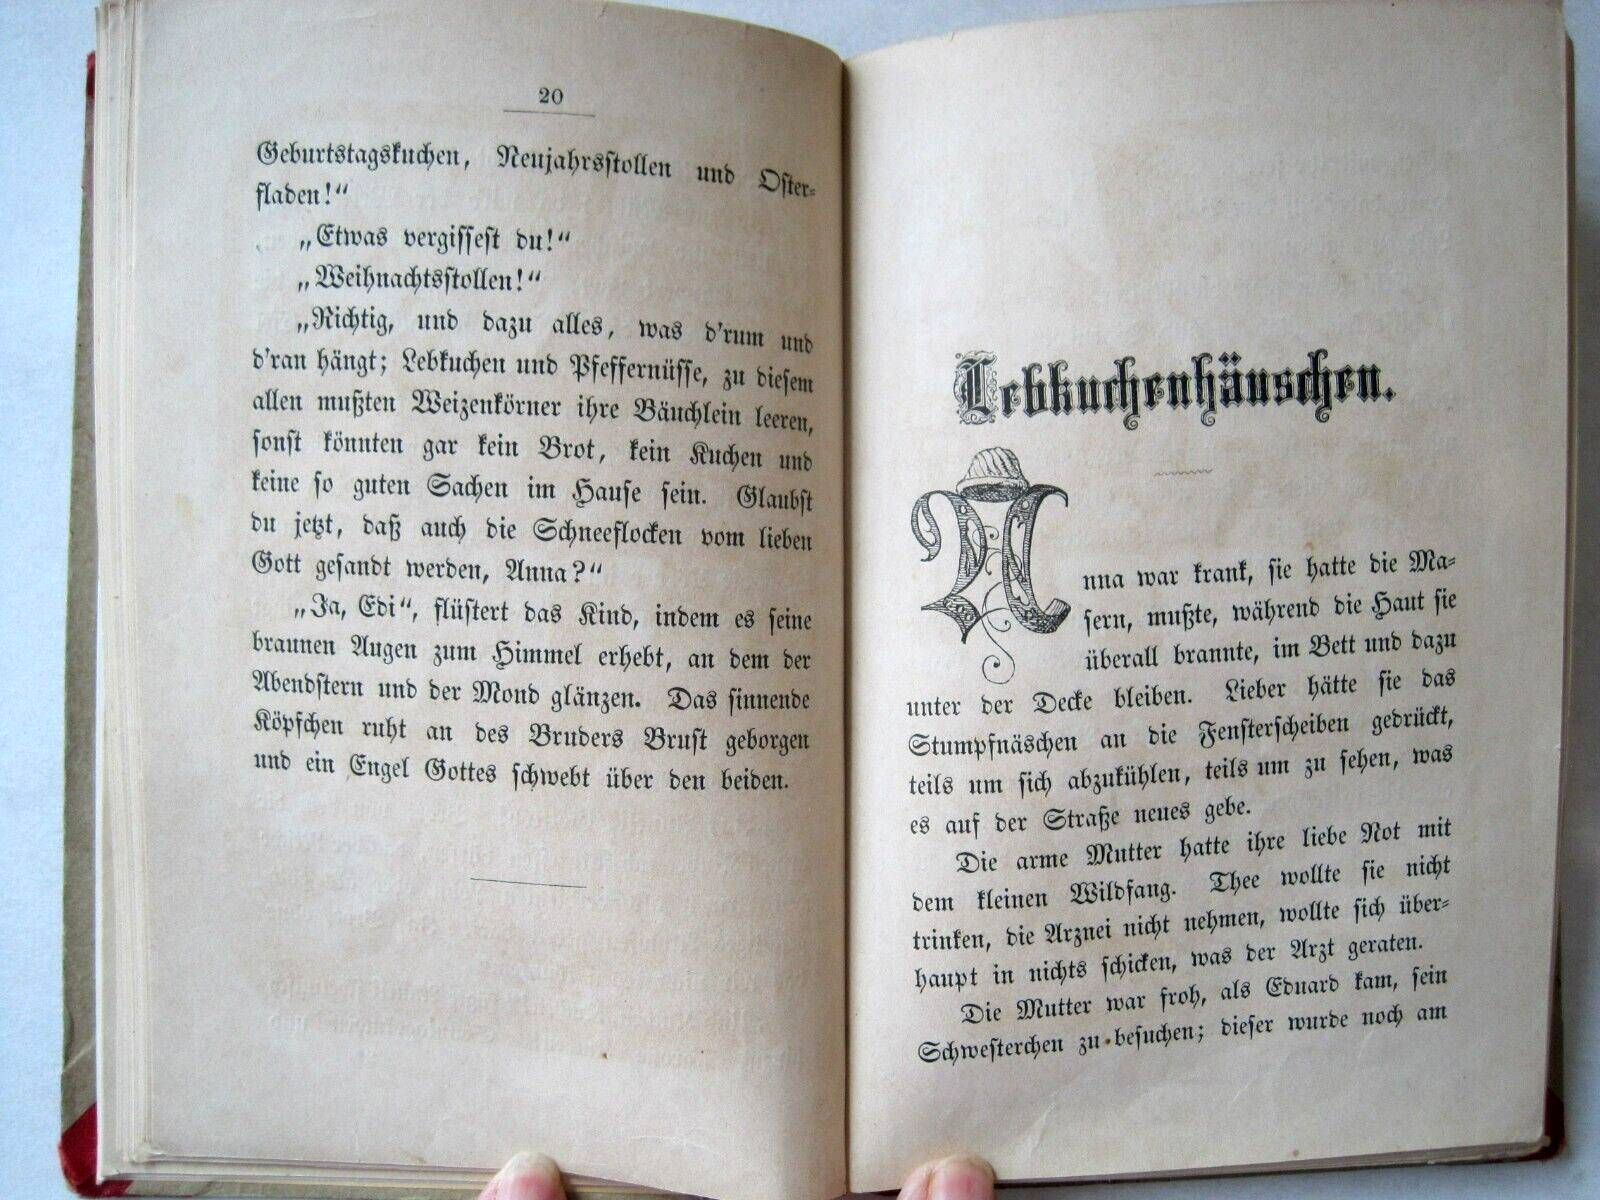 20
Geburtstagskuchen, Neujahrsstollen und Oster-
fladen!“
„Etwas vergissest du!“
„Weihnachtsstollen!“
„Richtig, und dazu alles, was d'rum und
d'ran hängt; Lebkuchen und Pfeffernüsse, zu diesem
allen mußten Weizenkörner ihre Bäuchlein leeren,
sonst könnten gar kein Brot, kein Kuchen und
keine so guten Sachen im Hause sein. Glaubst
du jetzt, daß auch die Schneeflocken vom lieben
Gott gesandt werden, Anna?“
„Ja, Edi“, flüstert das Kind, indem es seine
braunen Augen zum Himmel erhebt, an dem der
Abendstern und der Mond glänzen. Das sinnende
Köpfchen ruht an des Bruders Brust geborgen
und ein Engel Gottes schwebt über den beiden.
Lebkuchenhäuschen.
Anna war krank, sie hatte die Ma-
sern, mußte, während die Haut sie
überall brannte, im Bett und dazu
unter der Decke bleiben. Lieber hätte sie das
Stumpfnäschen an die Fensterscheiben gedrückt,
teils um sich abzukühlen, teils um zu sehen, was
es auf der Straße neues gebe.
Die arme Mutter hatte ihre liebe Not mit
dem kleinen Wildfang. Thee wollte sie nicht
trinken, die Arznei nicht nehmen, wollte sich über-
haupt in nichts schicken, was der Arzt geraten.
Die Mutter war froh, als Eduard kam, sein
Schwesterchen zu besuchen; dieser wurde noch am